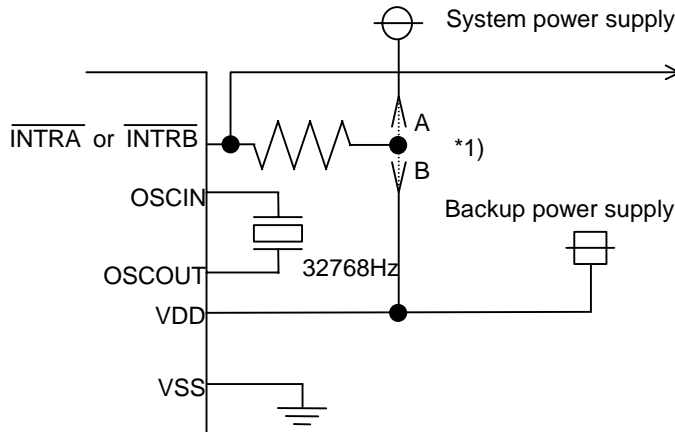 System power supply
A
INTRA or INTRB
*1)
B
OSCIN
Backup power supply
32768Hz
OSCOUT
VDD
VSS